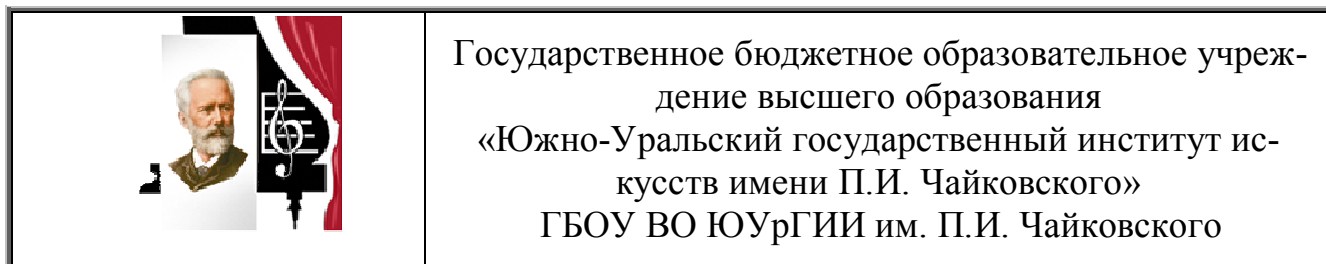 Государственное бюджетное образовательное учреж-
дение высшего образования
«Южно-Уральский государственный институт ис-
кусств имени П.И. Чайковского»
ГБОУ ВО ЮУрГИИ им. П.И. Чайковского